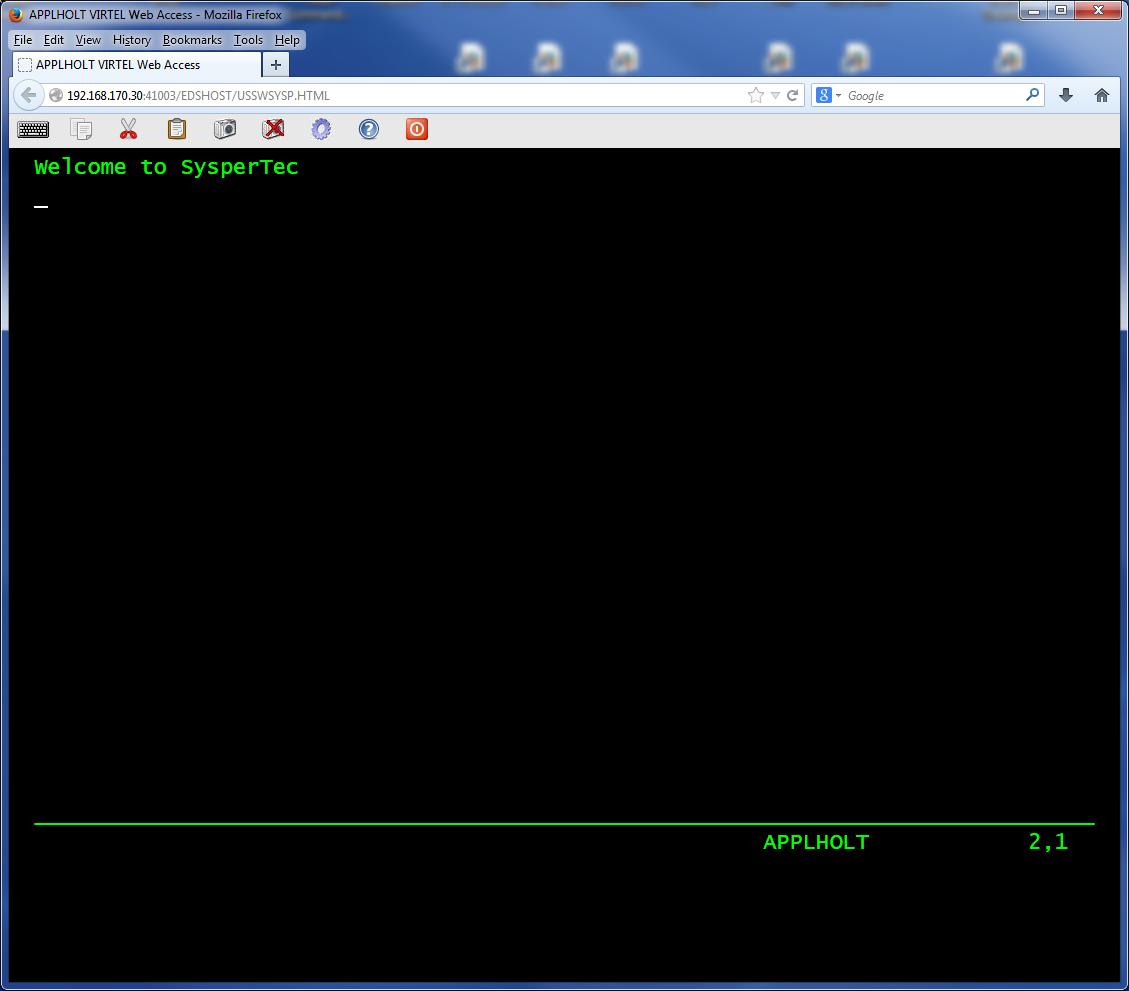 APPLHOLT VIRTEL Web Access - Mozilla Firefox
File Edit View History Bookmarks Tools Help
APPLHOLT VIRTEL Web Access
192.168.170.30:41003/EDSHOST/USSWSYSP.HTML
8 Google
Welcome to SysperTec
APPLHOLT 2,1